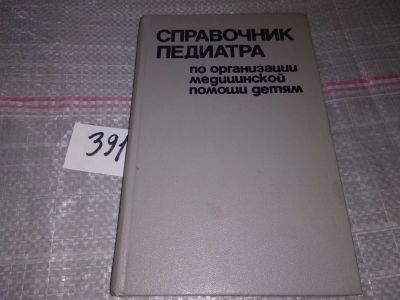 СПРАВОЧНИК
ПЕДИАТРА
по организации
медицинской
помощи детям
391